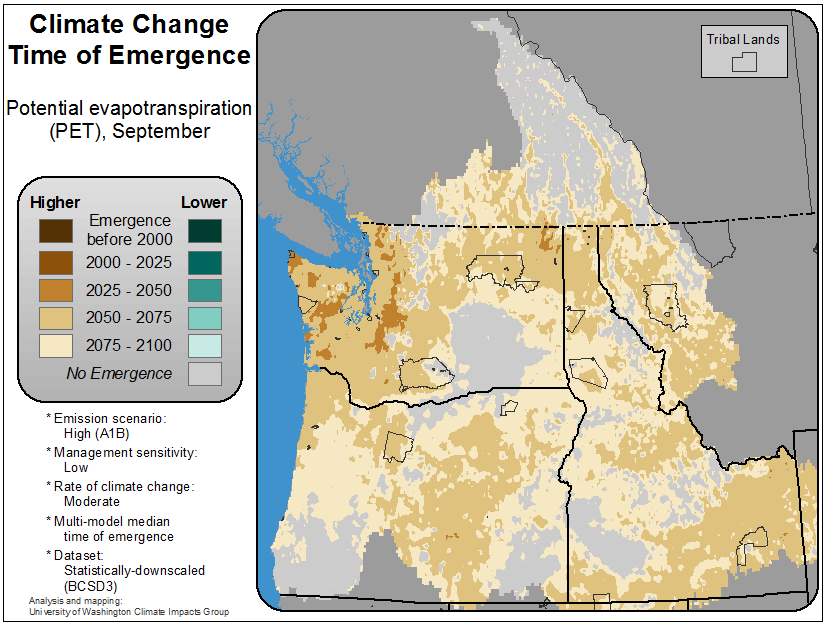 Climate Change
Time of Emergence
Potential evapotranspiration
(PET), September
Higher Lower
Emergence
before 2000
2000 - 2025
2025 - 2050
2050 - 2075
2075 - 2100
No Emergence
* Emission scenario:
High (A1B)
* Management sensitivity:
Low
* Rate of climate change:
Moderate
* Multi-model median
time of emergence
* Dataset:
Statistically-downscaled
(BCSD3)
Analysis and mapping:
University of Washington Climate Impacts Group
Tribal Lands